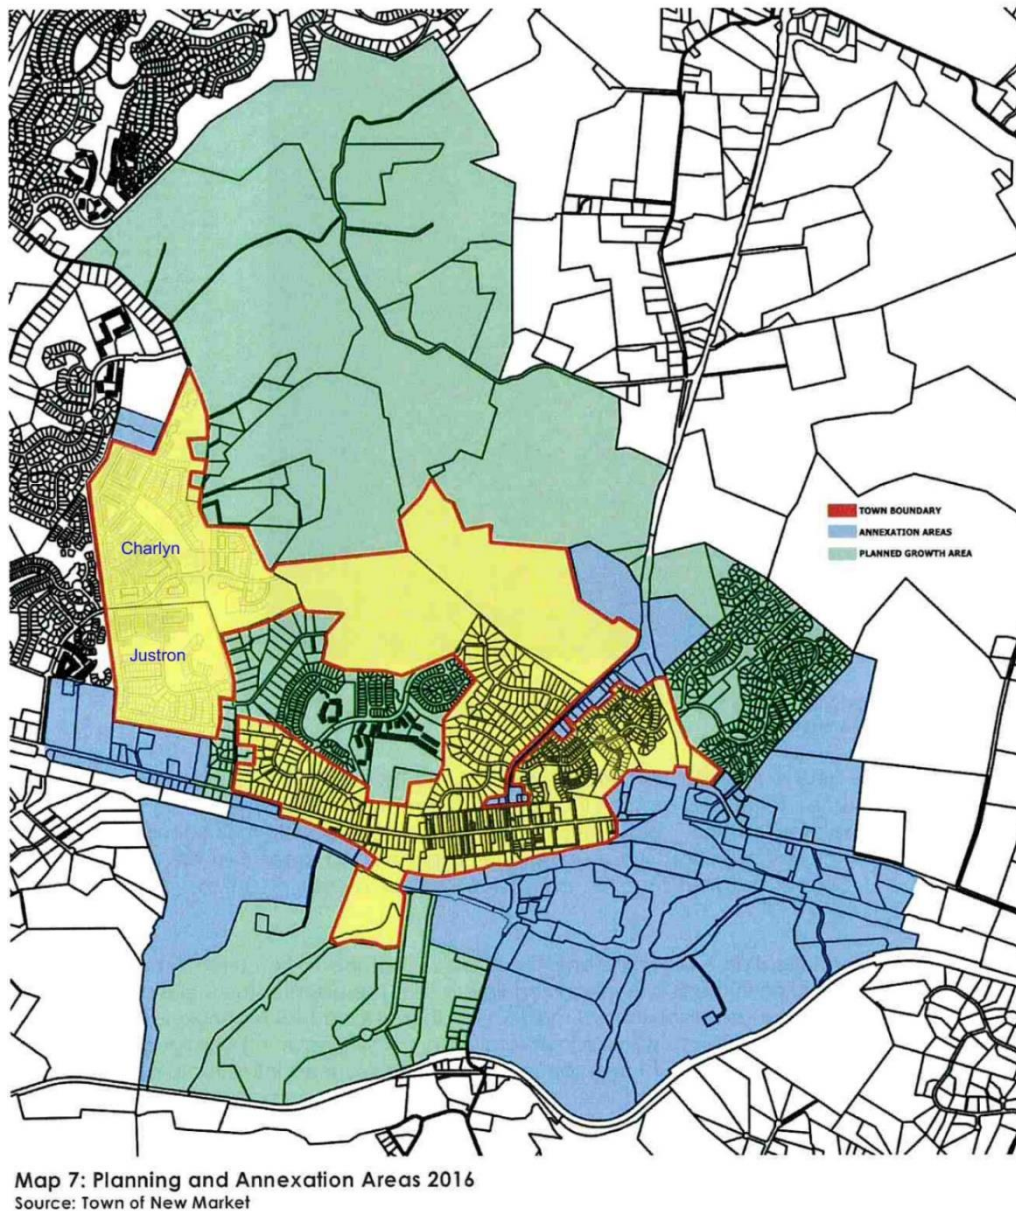 TOWN BOUNDARY
ANNEXATION AREAS
PLANNED GROWTH AREA
Charlyn
Justron
Map 7: Planning and Annexation Areas 2016
Source: Town of New Market